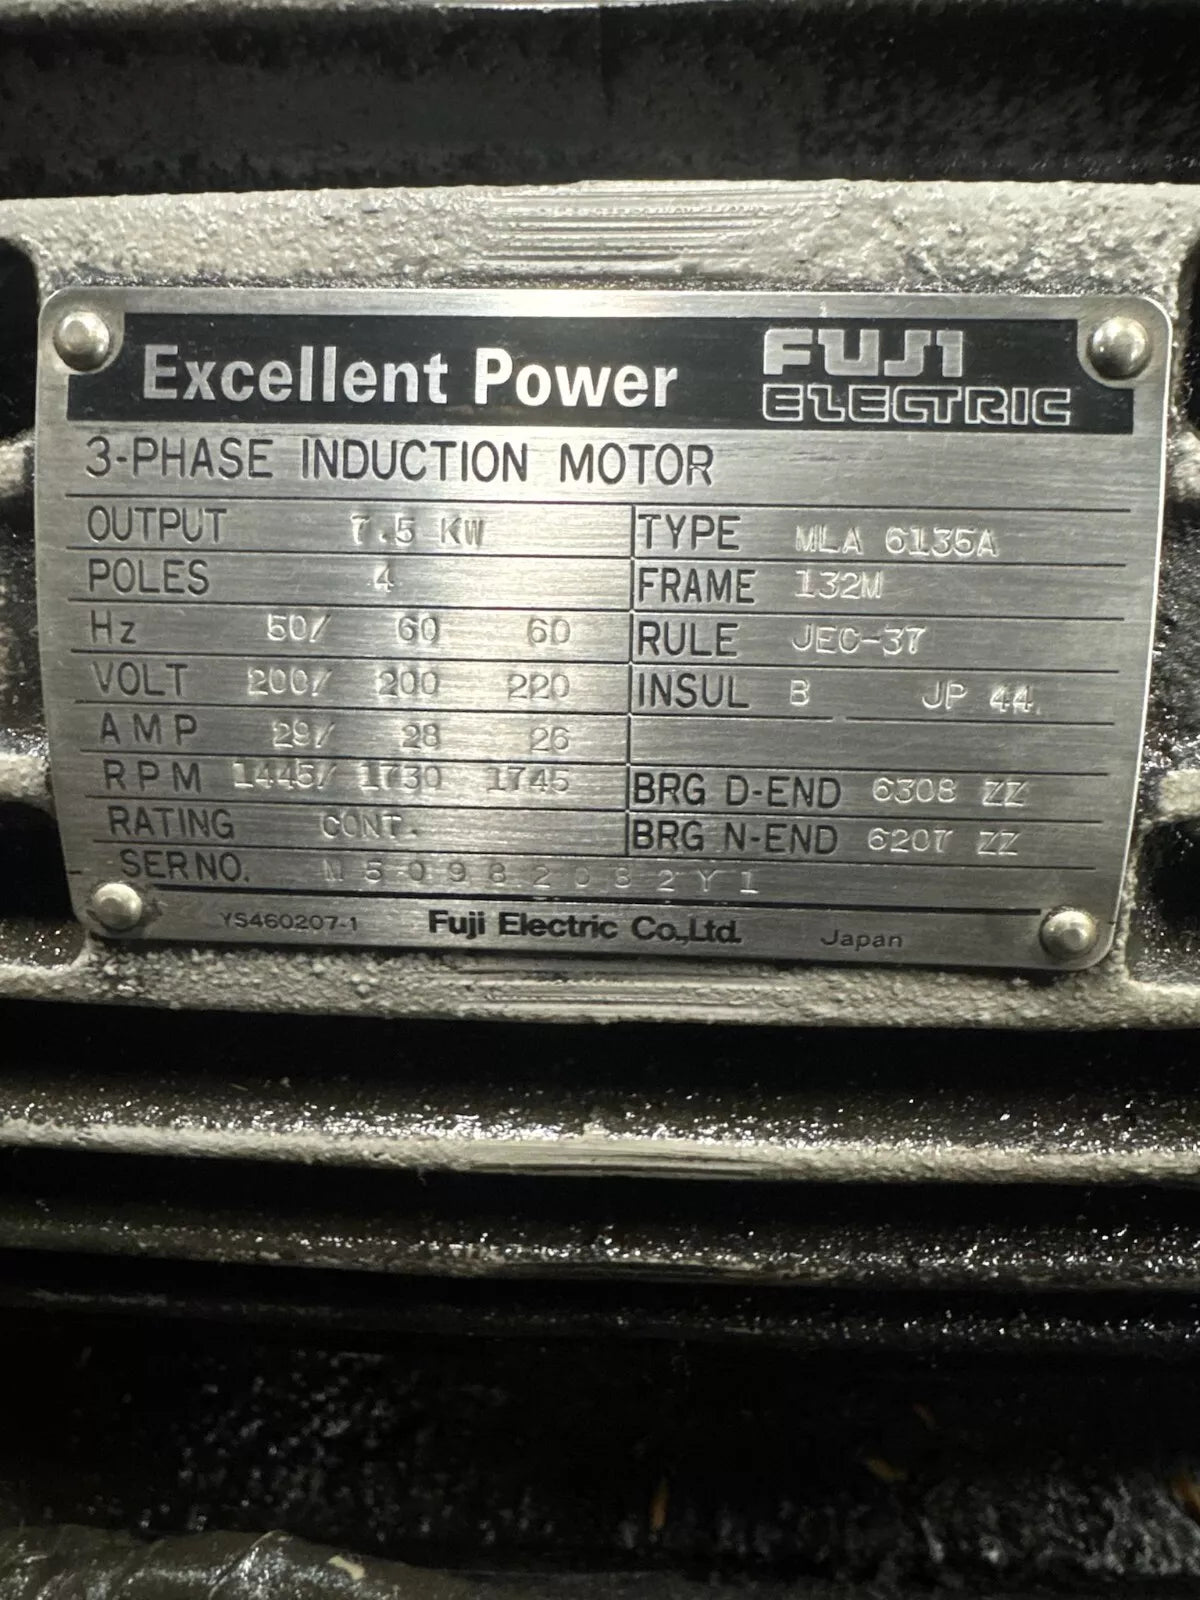 Excellent Power FUJI ELECTRIC
3-PHASE INDUCTION MOTOR
OUTPUT 7.5 KW TYPE MLA 6135A
POLES 4 FRAME 132M
Hz 50/ 60 60 RULE JEC-37
VOLT 200/ 200 220 INSUL B JP 44
AMP 29/ 28 26
RPM 1445/ 1730 1745 BRG D-END 6308 ZZ
RATING CONT. BRG N-END 6207 ZZ
SER NO.
YS460207-1 Fuji Electric Co.,Ltd. Japan